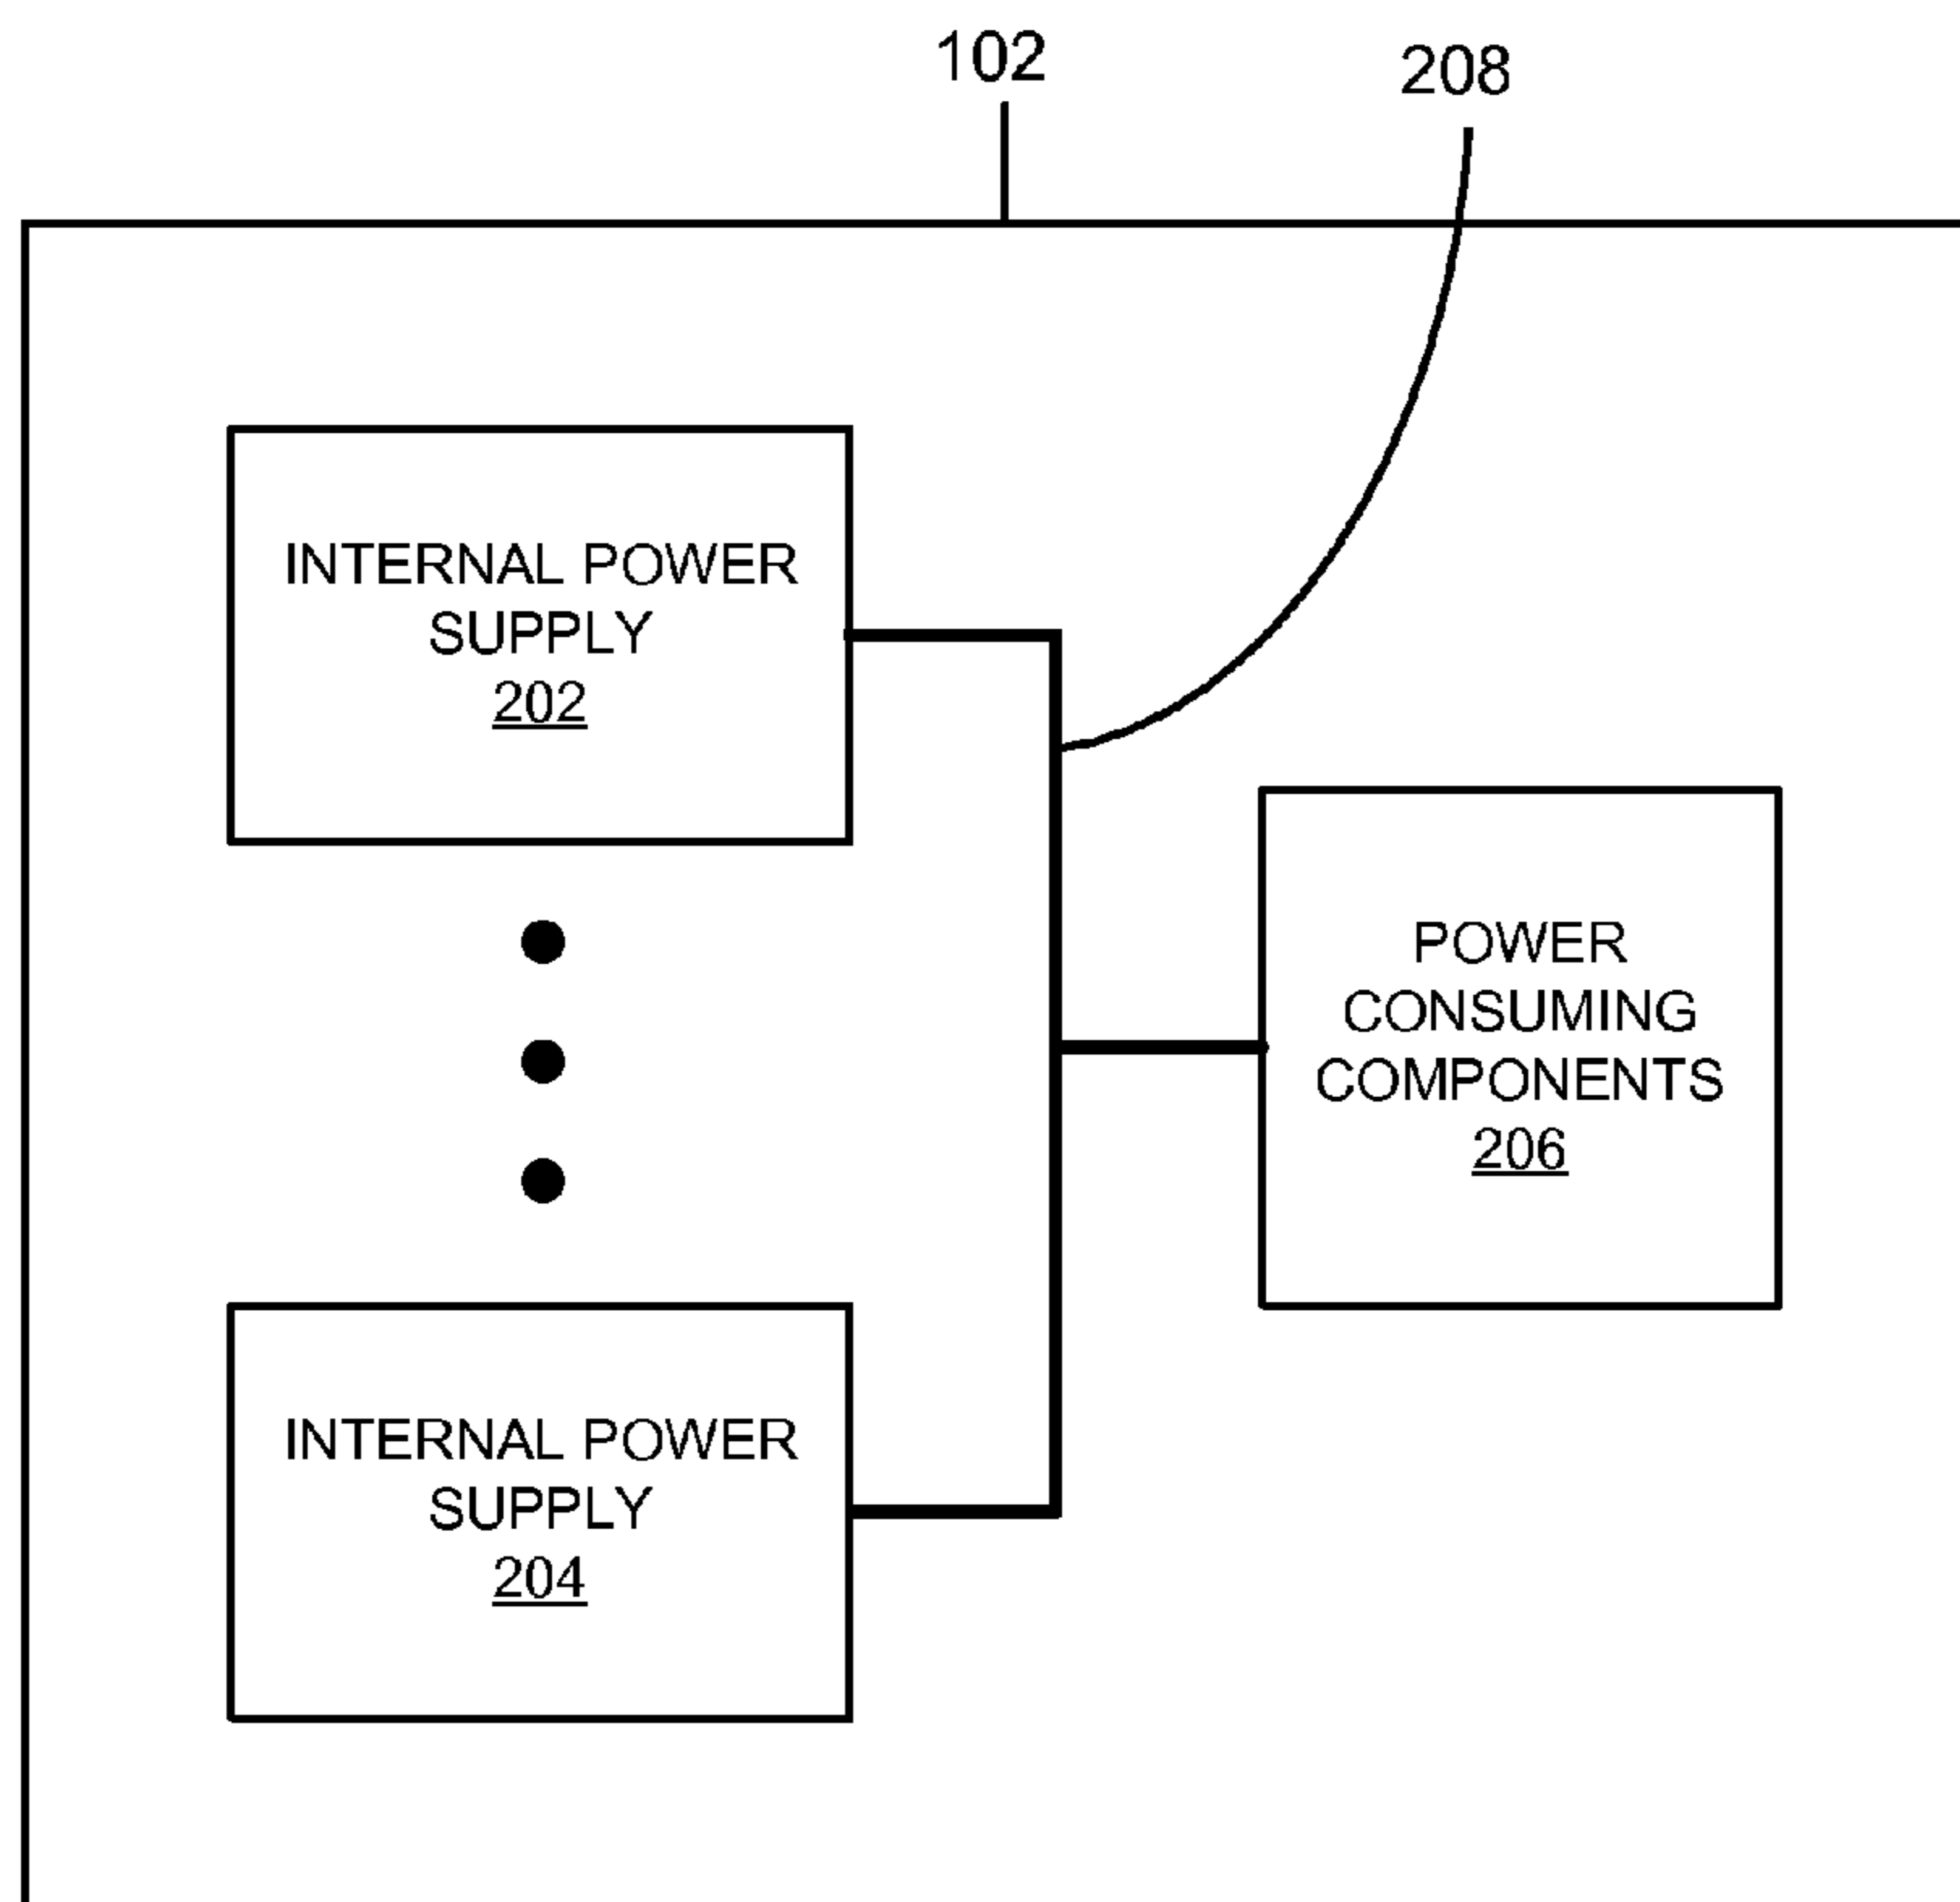 102
208
INTERNAL POWER
SUPPLY
202
POWER
CONSUMING
COMPONENTS
206
INTERNAL POWER
SUPPLY
204